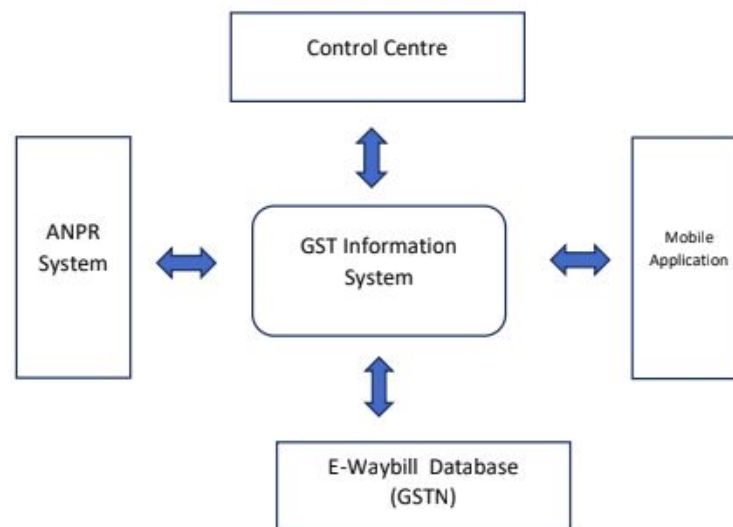 Control Centre
ANPR
System
GST Information
System
Mobile
Application
E-Waybill Database
(GSTN)